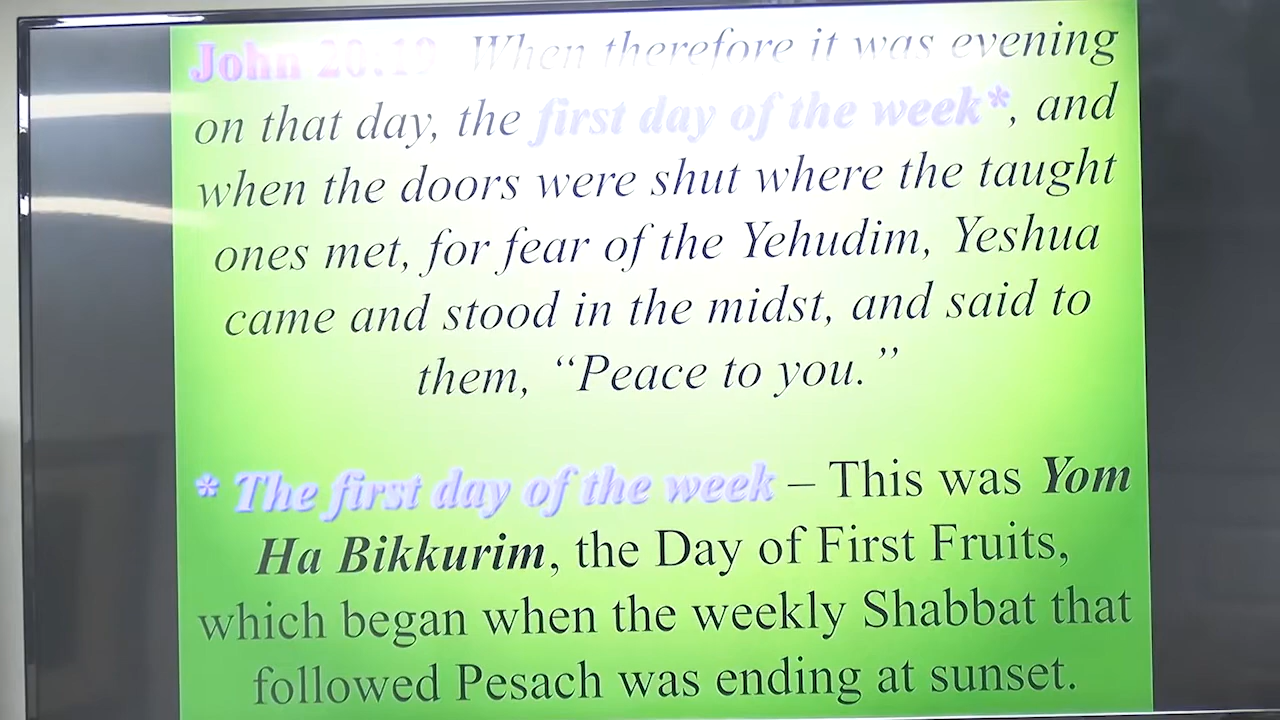 John 20:19 When therefore it was evening
on that day, the first day of the week*, and
when the doors were shut where the taught
ones met, for fear of the Yehudim, Yeshua
came and stood in the midst, and said to
them, “Peace to you.”
* The first day of the week – This was Yom
Ha Bikkurim, the Day of First Fruits,
which began when the weekly Shabbat that
followed Pesach was ending at sunset.